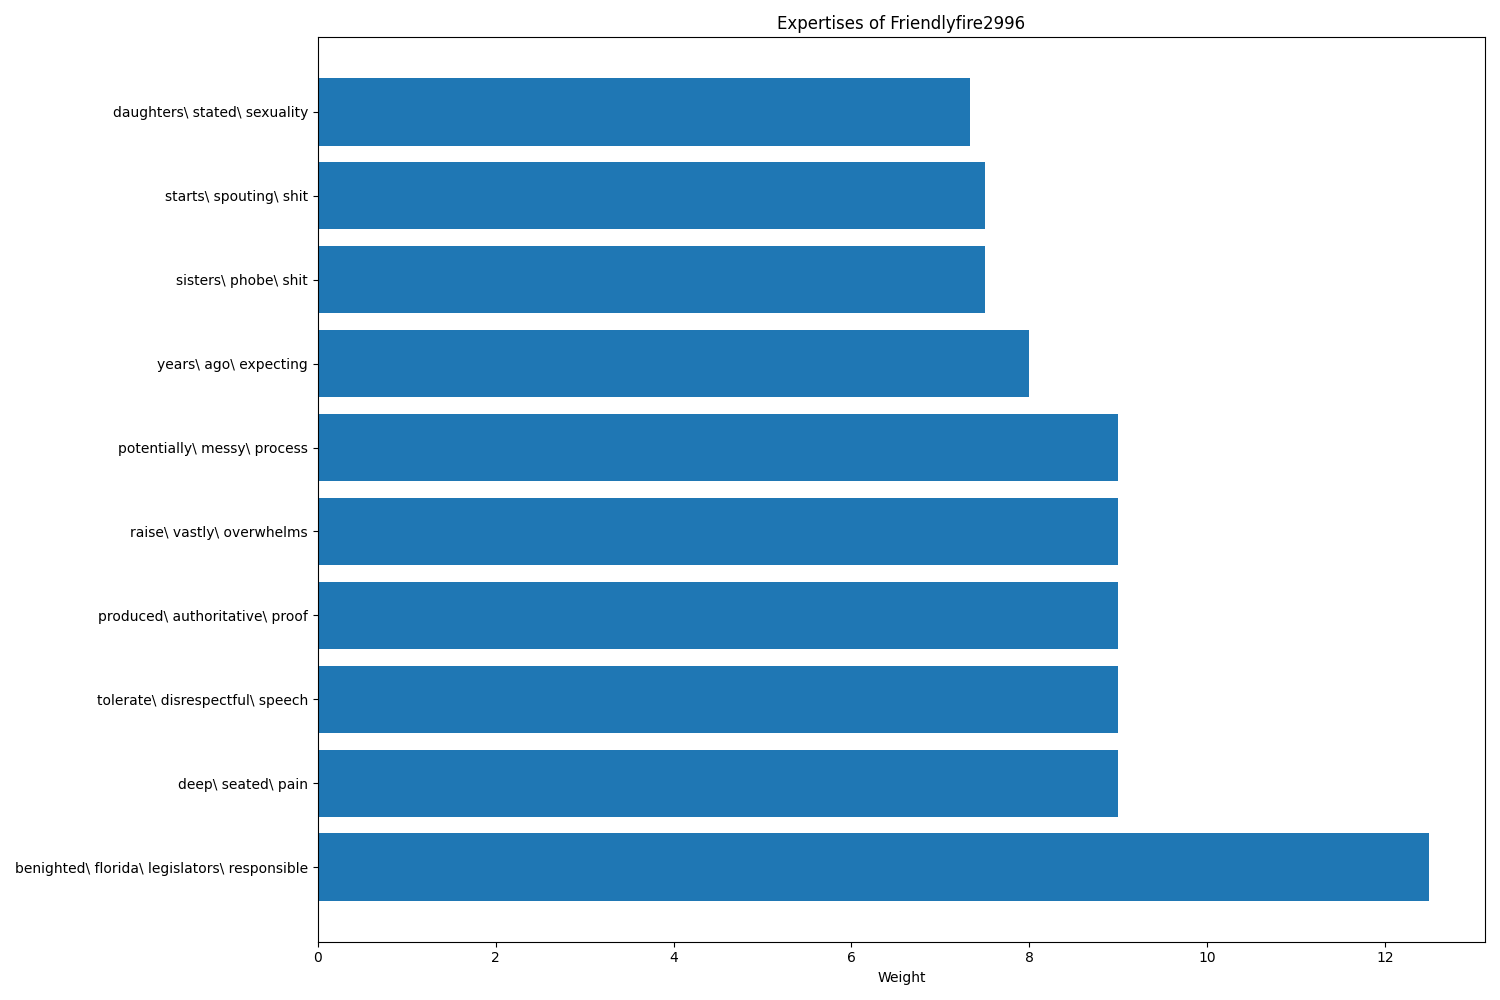 Expertises of Friendlyfire2996
daughters\ stated\ sexuality
starts\ spouting\ shit
sisters\ phobe\ shit
years\ ago\ expecting
potentially\ messy\ process
raise\ vastly\ overwhelms
produced\ authoritative\ proof
tolerate\ disrespectful\ speech
deep\ seated\ pain
benighted\ florida\ legislators\ responsible
0 2 4 6 8 10 12
Weight